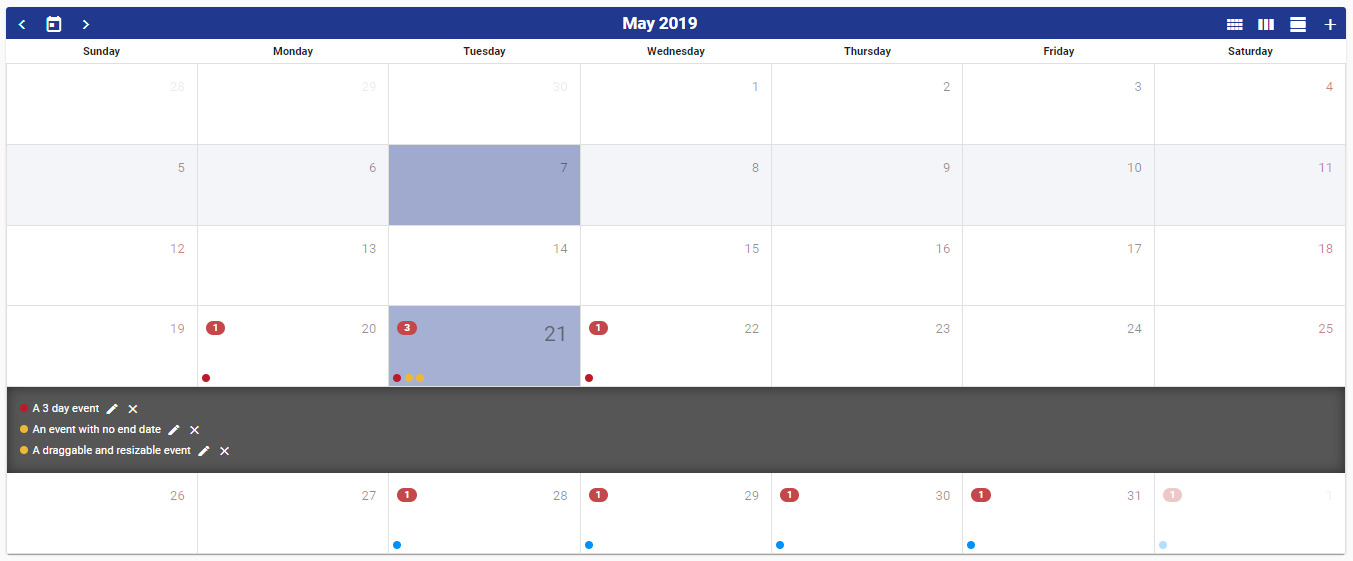 May 2019
Sunday Monday Tuesday Wednesday Thursday Friday Saturday
28 29 30 1 2 3 4
5 6 7 8 9 10 11
12 13 14 15 16 17 18
19 1 20 3 21 1 22 23 24 25
A 3 day event
An event with no end date
A draggable and resizable event
26 27 1 28 1 29 1 30 1 31 1 1